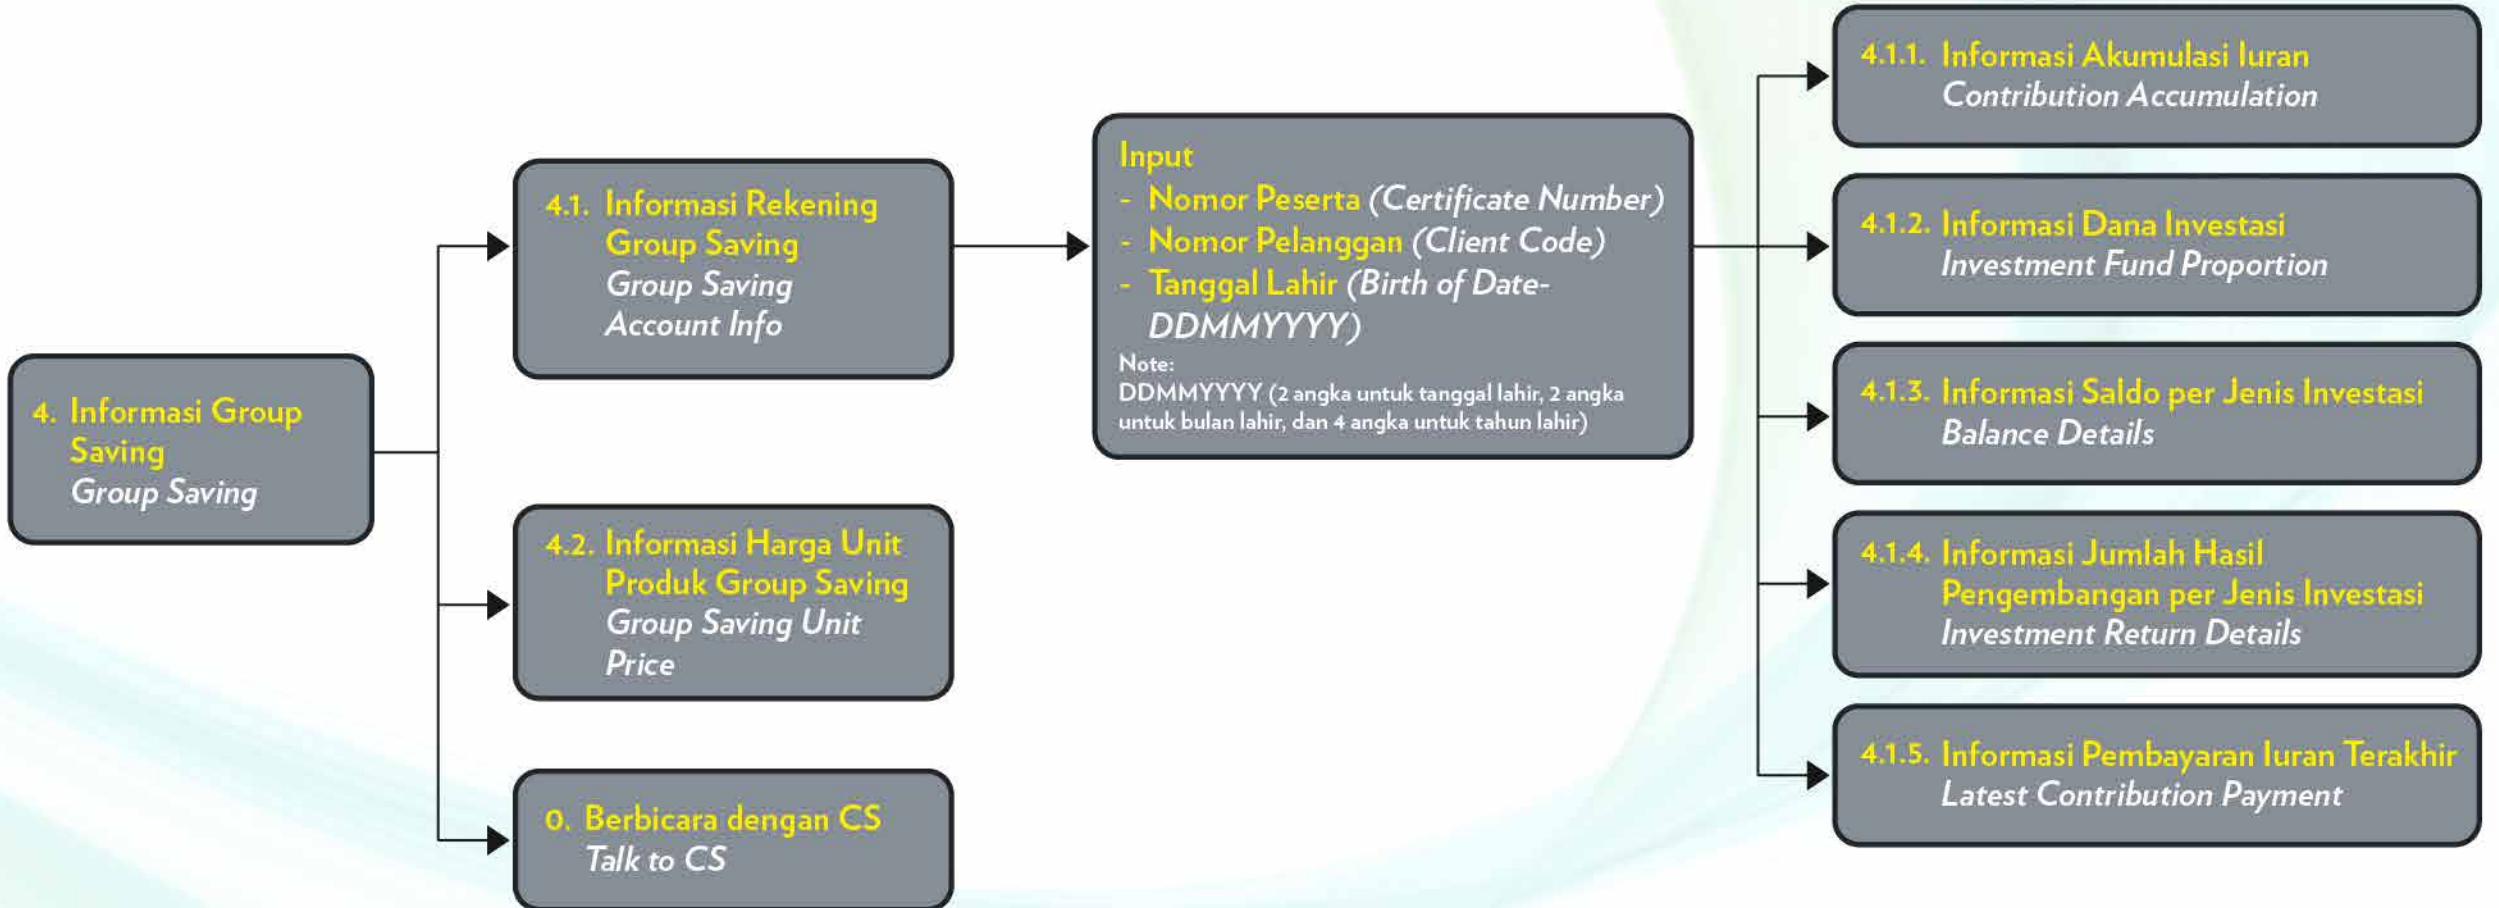 4. Informasi Group
Saving
Group Saving
4.1. Informasi Rekening
Group Saving
Group Saving
Account Info
4.2. Informasi Harga Unit
Produk Group Saving
Group Saving Unit
Price
0. Berbicara dengan CS
Talk to CS
Input
- Nomor Peserta (Certificate Number)
- Nomor Pelanggan (Client Code)
- Tanggal Lahir (Birth of Date-
DDMMYYYY)
Note:
DDMMYYYY (2 angka untuk tanggal lahir, 2 angka
untuk bulan lahir, dan 4 angka untuk tahun lahir)
4.1.1. Informasi Akumulasi Iuran
Contribution Accumulation
4.1.2. Informasi Dana Investasi
Investment Fund Proportion
4.1.3. Informasi Saldo per Jenis Investasi
Balance Details
4.1.4. Informasi Jumlah Hasil
Pengembangan per Jenis Investasi
Investment Return Details
4.1.5. Informasi Pembayaran Iuran Terakhir
Latest Contribution Payment